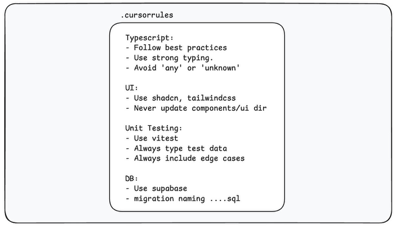 .cursorrules
Typescript:
- Follow best practices
- Use strong typing.
- Avoid 'any' or 'unknown'
UI:
- Use shadcn, tailwindcss
- Never update components/ui dir
Unit Testing:
- Use vitest
- Always type test data
- Always include edge cases
DB:
- Use supabase
- migration naming ....sql